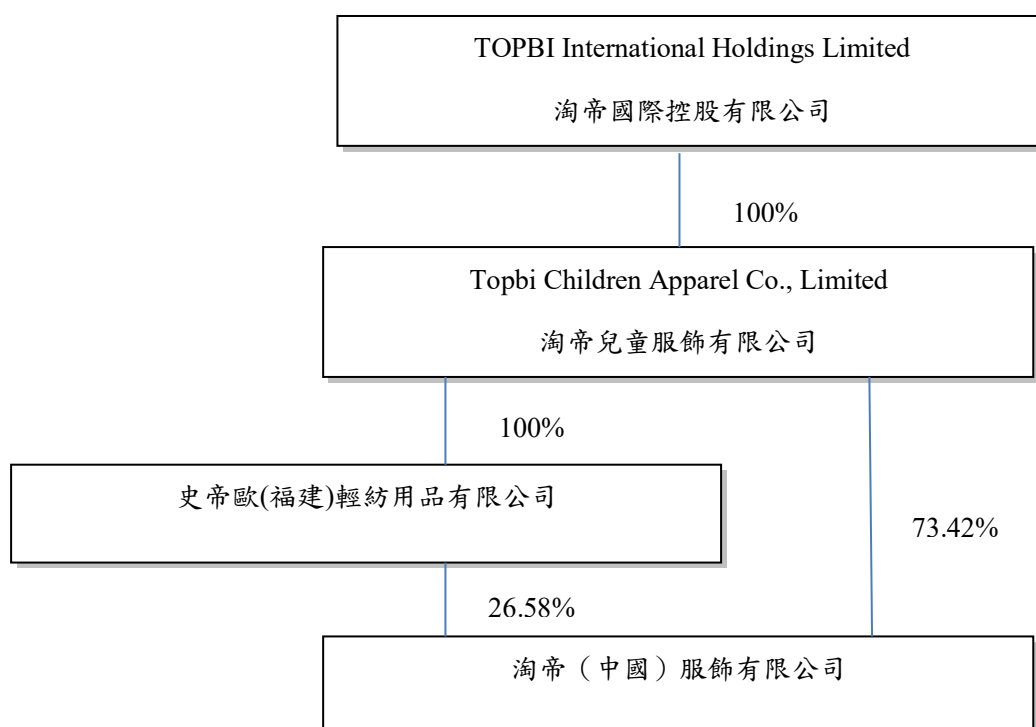 TOPBI International Holdings Limited
淘帝國際控股有限公司
100%
Topbi Children Apparel Co., Limited
淘帝兒童服飾有限公司
100%
史帝歐(福建)輕紡用品有限公司
73.42%
26.58%
淘帝（中國）服飾有限公司